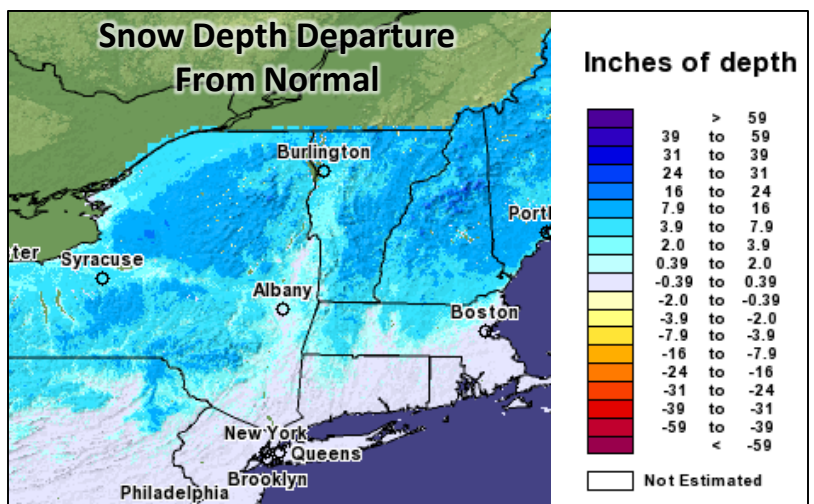 Snow Depth Departure
From Normal
Burlington
Portl
ter
Syracuse
Albany
Boston
New York
Queens
Brooklyn
Philadelphia
Inches of depth
> 59
39 to 59
31 to 39
24 to 31
16 to 24
7.9 to 16
3.9 to 7.9
2.0 to 3.9
0.39 to 2.0
-0.39 to 0.39
-2.0 to -0.39
-3.9 to -2.0
-7.9 to -3.9
-16 to -7.9
-24 to -16
-31 to -24
-39 to -31
-59 to -39
< -59
Not Estimated